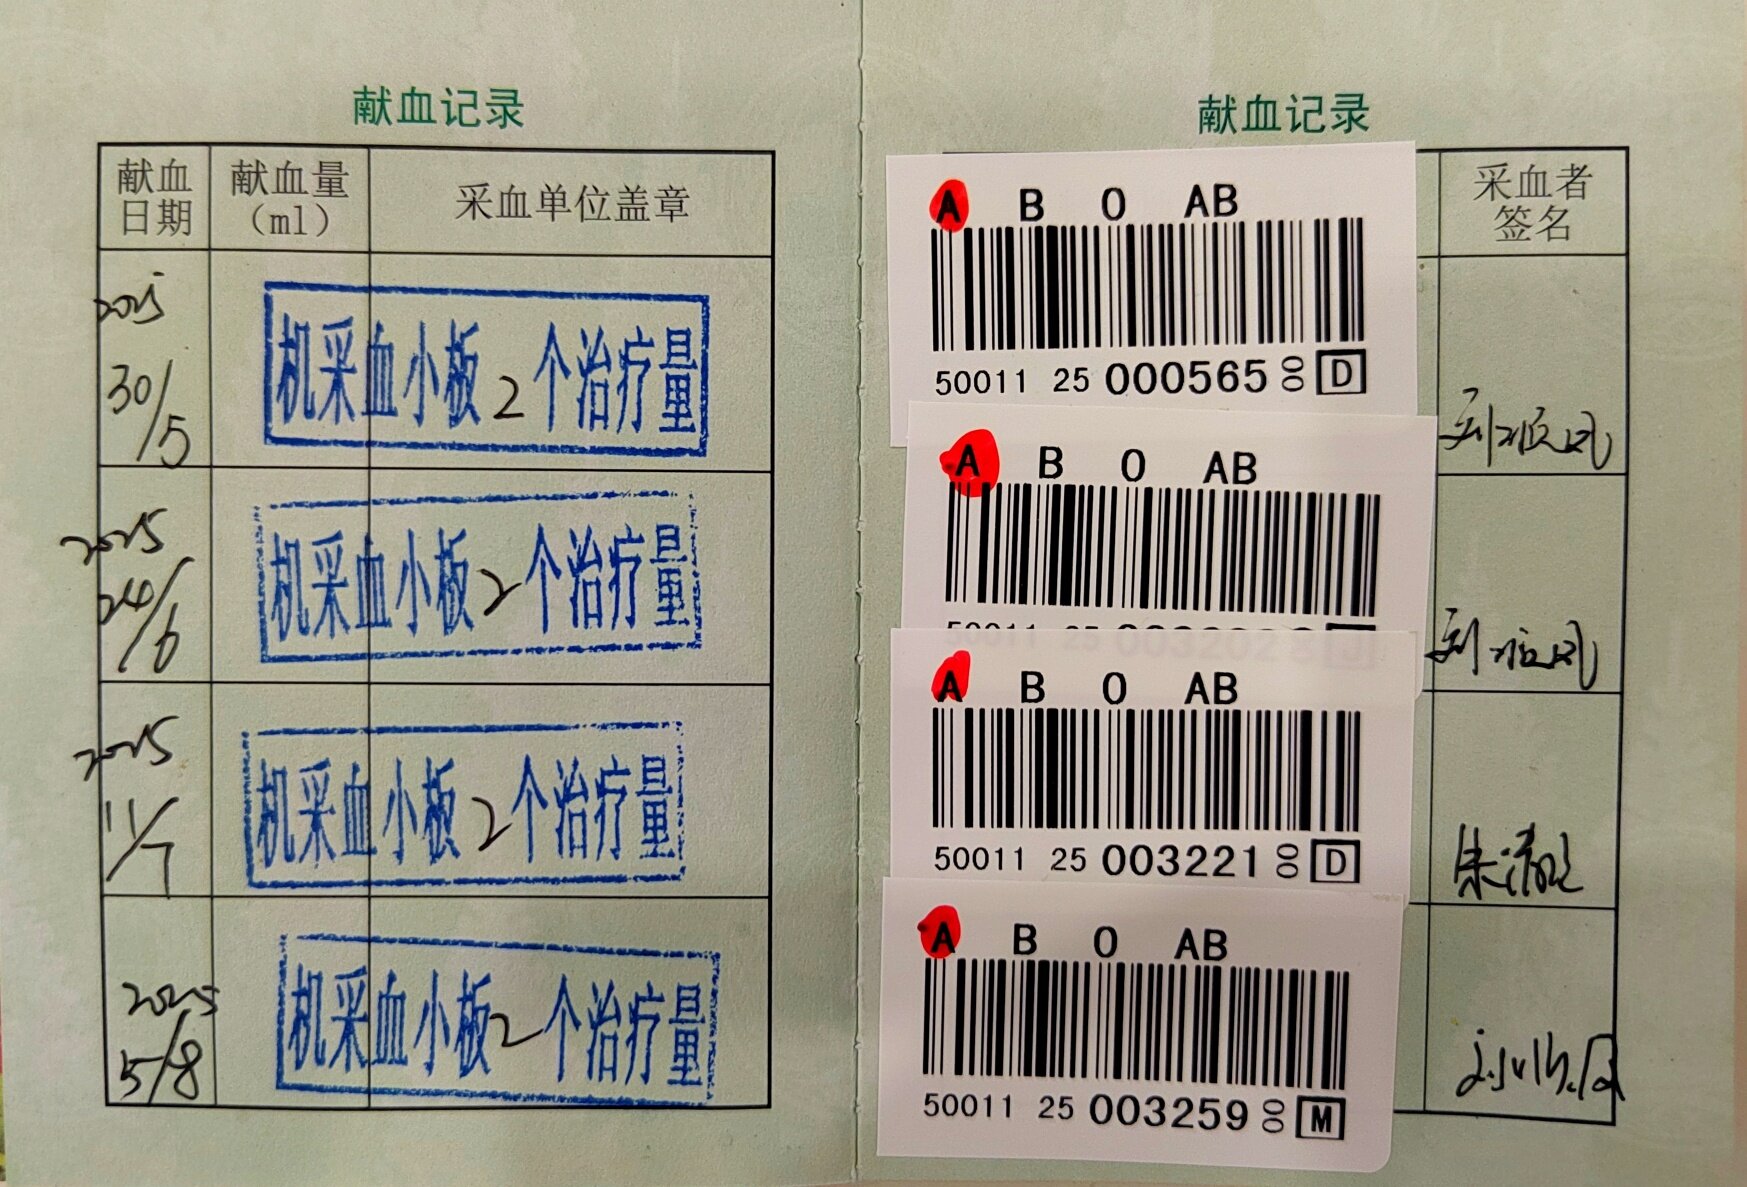 献血记录
献血日期
献血量（ml）
采血单位盖章
2025
30/5
机采血小板2个治疗量
2025
24/6
机采血小板2个治疗量
2025
11/7
机采血小板2个治疗量
2025
5/8
机采血小板2个治疗量
献血记录
采血者签名
A B O AB
50011 25 000565 00 D
A B O AB
50011 25
A B O AB
50011 25 003221 00 D
A B O AB
50011 25 003259 00 M